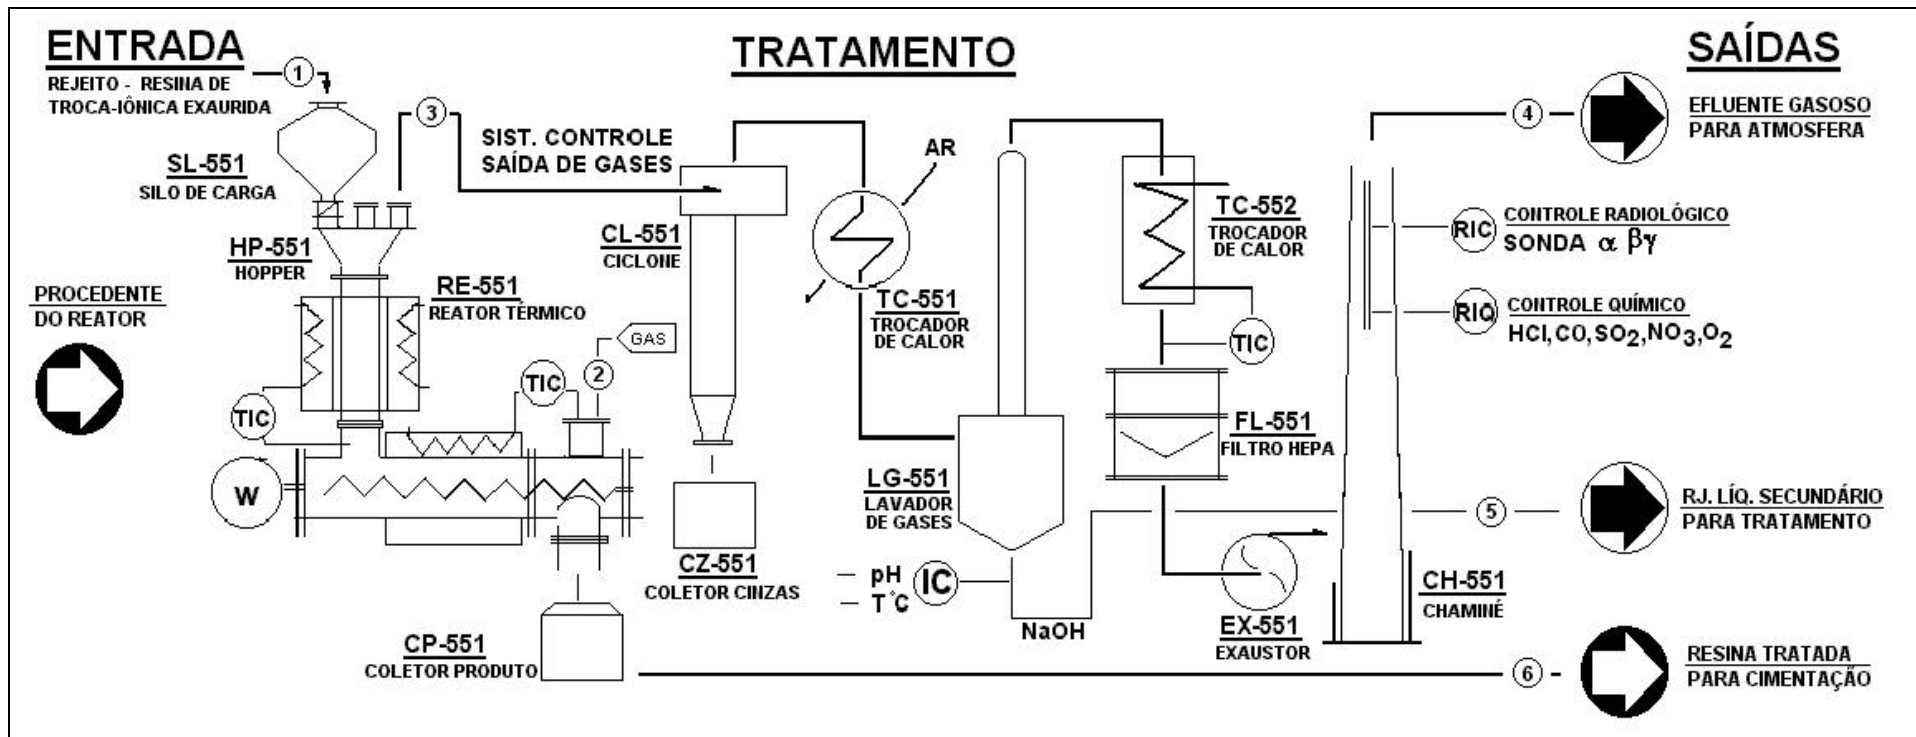 ENTRADA
REJEITO - RESINA DE
TROCA-IÔNICA EXAURIDA
1
SL-551
SILO DE CARGA
HP-551
HOPPER
PROCEDENTE
DO REATOR
RE-551
REATOR TÉRMICO
TIC
TIC
W
GAS
2
3
CP-551
COLETOR PRODUTO
TRATAMENTO
SIST. CONTROLE
SAÍDA DE GASES
CL-551
CICLONE
CZ-551
COLETOR CINZAS
AR
TC-551
TROCADOR
DE CALOR
LG-551
LAVADOR
DE GASES
pH
T°C
IC
NaOH
TC-552
TROCADOR
DE CALOR
TIC
FL-551
FILTRO HEPA
EX-551
EXAUSTOR
CH-551
CHAMINÉ
SAÍDAS
4
EFLUENTE GASOSO
PARA ATMOSFERA
RIC
CONTROLE RADIOLÓGICO
SONDA α βγ
RIQ
CONTROLE QUÍMICO
HCl, CO, SO2, NO3, O2
5
RJ. LÍQ. SECUNDÁRIO
PARA TRATAMENTO
6
RESINA TRATADA
PARA CIMENTAÇÃO